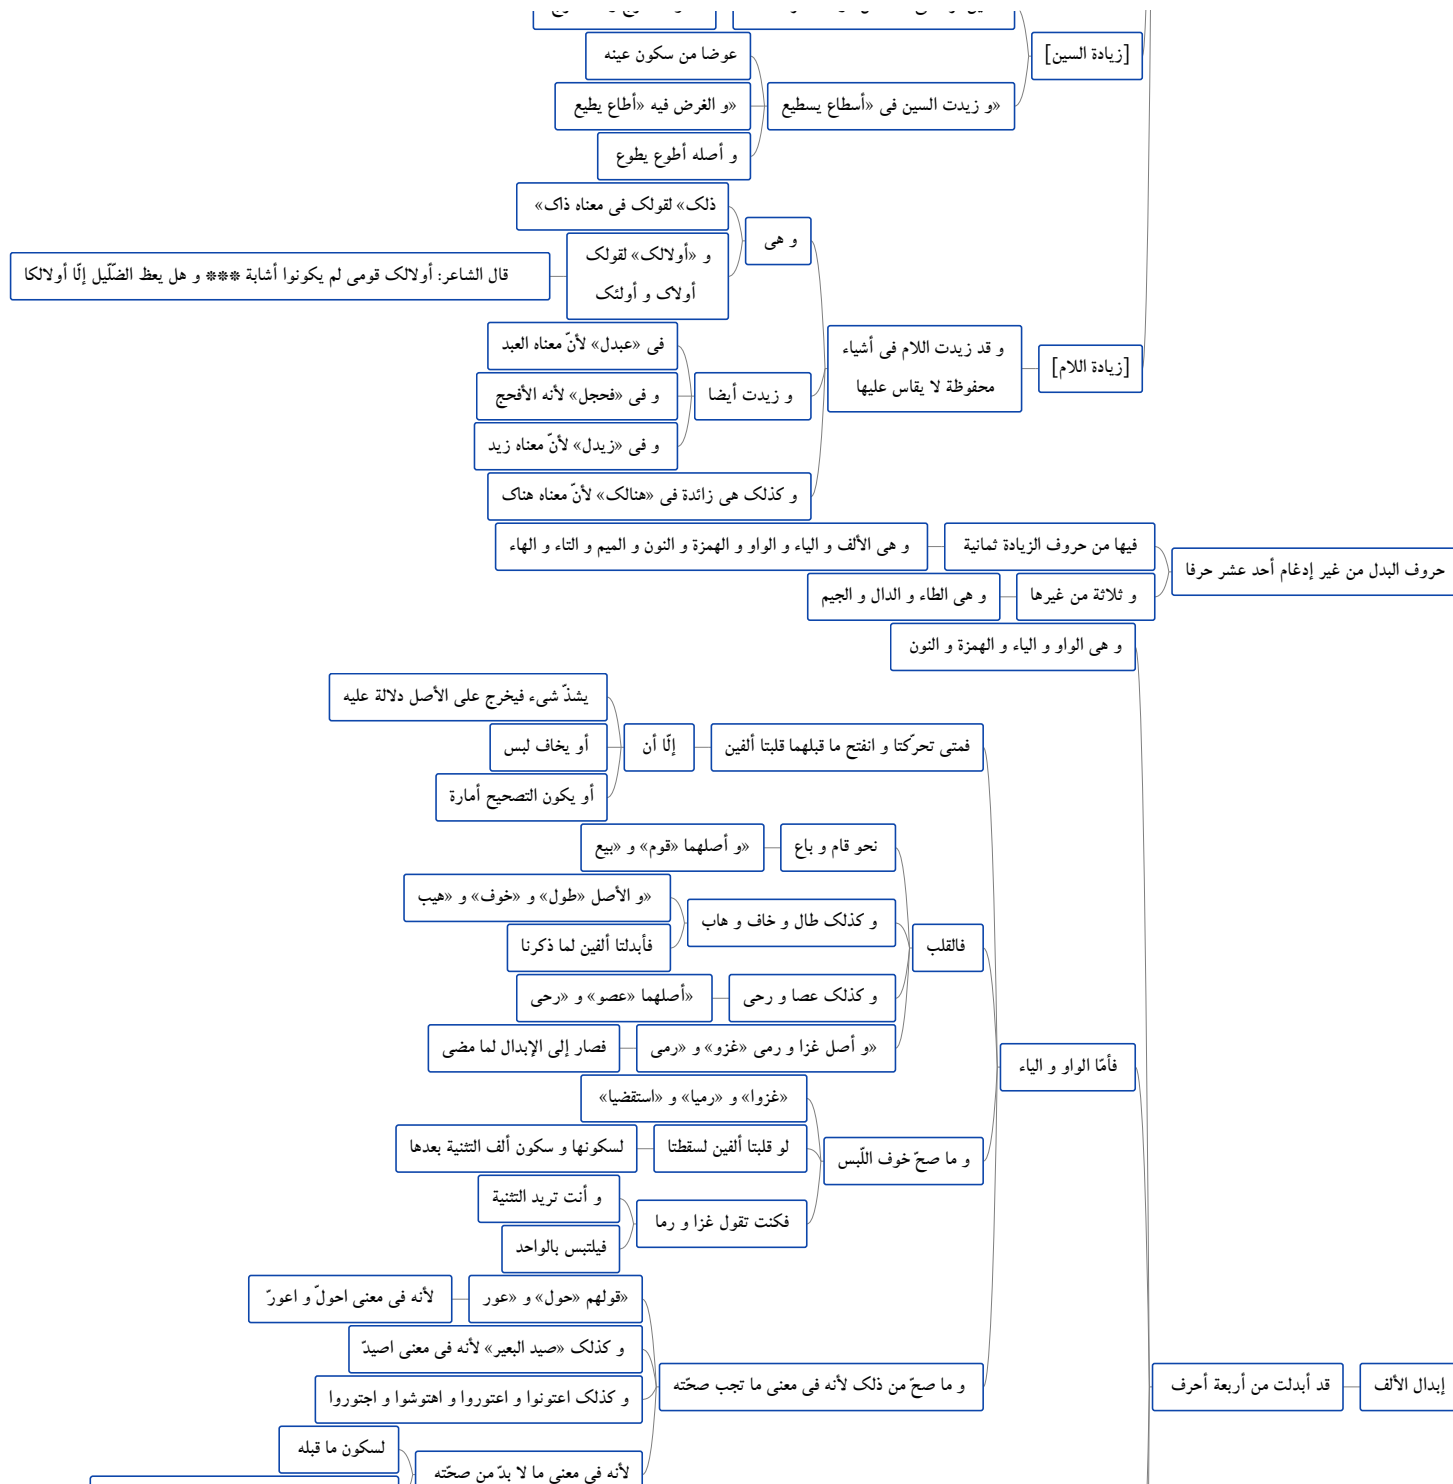 [زيادة السين]
«و زيدت السين فى «أسطاع يسطيع
عوضا من سكون عينه
«و الغرض فيه «أطاع يطيع
و أصله أطوع يطوع
[زيادة اللام]
و قد زيدت اللام فى أشياء
محفوظة لا يقاس عليها
و هى
ذلک» لقولک فى معناه ذاک»
و «أولالک» لقولک
أولاک و أولئک
قال الشاعر: أولالک قومى لم يكونوا أشابة *** و هل يعظ الضّلّيل إلّا أولالكا
و زيدت أيضا
فى «عبدل» لأنّ معناه العبد
و فى «فحجل» لأنه الأفحج
و فى «زيدل» لأنّ معناه زيد
و كذلک هى زائدة فى «هنالک» لأنّ معناه هناک
حروف البدل من غير إدغام أحد عشر حرفا
فيها من حروف الزيادة ثمانية
و هى الألف و الياء و الواو و الهمزة و النون و الميم و التاء و الهاء
و ثلاثة من غيرها
و هى الطاء و الدال و الجيم
إبدال الألف
قد أبدلت من أربعة أحرف
و هى الواو و الياء و الهمزة و النون
فأمّا الواو و الياء
فمتى تحرّكتا و انفتح ما قبلهما قلبتا ألفين
إلّا أن
يشذّ شىء فيخرج على الأصل دلالة عليه
أو يخاف لبس
أو يكون التصحيح أمارة
فالقلب
نحو قام و باع
«و أصلهما «قوم» و «بيع
و كذلک طال و خاف و هاب
«و الأصل «طول» و «خوف» و «هيب
فأبدلتا ألفين لما ذكرنا
و كذلک عصا و رحى
«أصلهما «عصو» و «رحى
«و أصل غزا و رمى «غزو» و «رمى
فصار إلى الإبدال لما مضى
و ما صحّ خوف اللّبس
«غزوا» و «رميا» و «استقضيا»
لو قلبتا ألفين لسقطتا
لسكونها و سكون ألف التثنية بعدها
فكنت تقول غزا و رما
و أنت تريد التثنية
فيلتبس بالواحد
و ما صحّ من ذلک لأنه فى معنى ما تجب صحّته
«قولهم «حول» و «عور
لأنه فى معنى احولّ و اعورّ
و كذلک «صيد البعير» لأنه فى معنى اصيدّ
و كذلک اعتونوا و اعتوروا و اهتوشوا و اجتوروا
لأنه فى معنى ما لا بدّ من صحّته
لسكون ما قبله